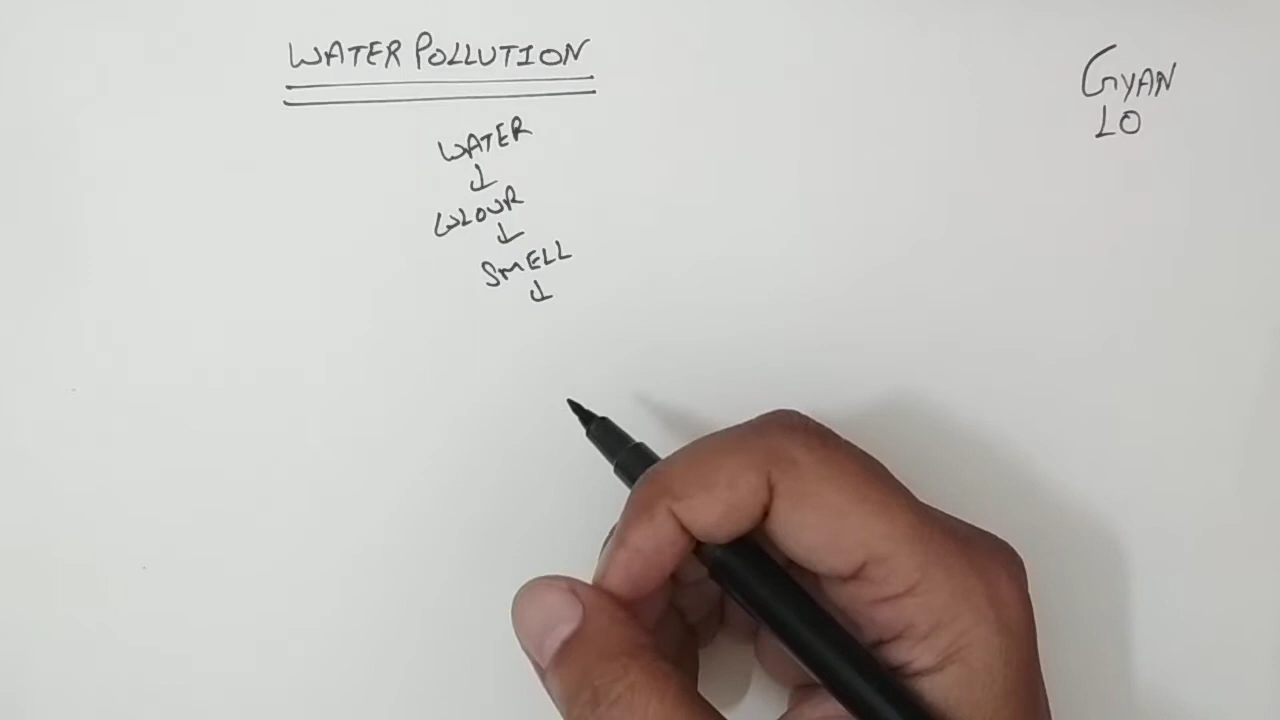 WATER POLLUTION
GYAN
LO
WATER
↓
COLOUR
↓
SMELL
↓